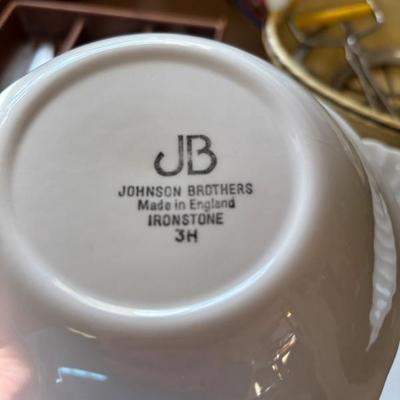 JB
JOHNSON BROTHERS
Made in England
IRONSTONE
3H